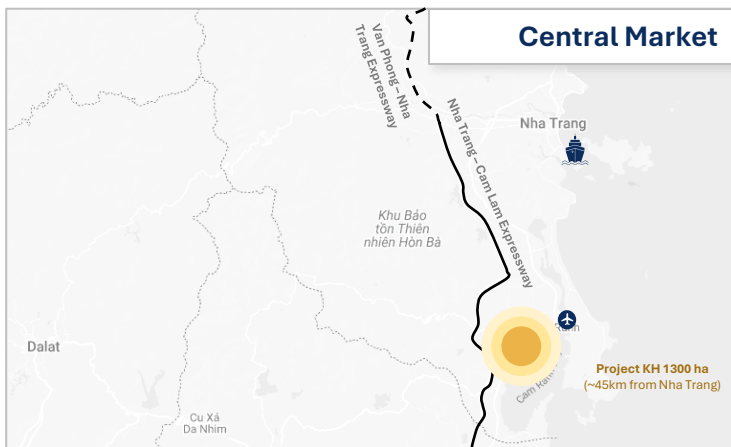 Central Market
Van Phong – Nha
Trang Expressway
Nha Trang – Cam Lam Expressway
Nha Trang
Khu Bảo
tồn Thiên
nhiên Hòn Bà
Dalat
Project KH 1300 ha
(~45km from Nha Trang)
Cu Xá
Da Nhim